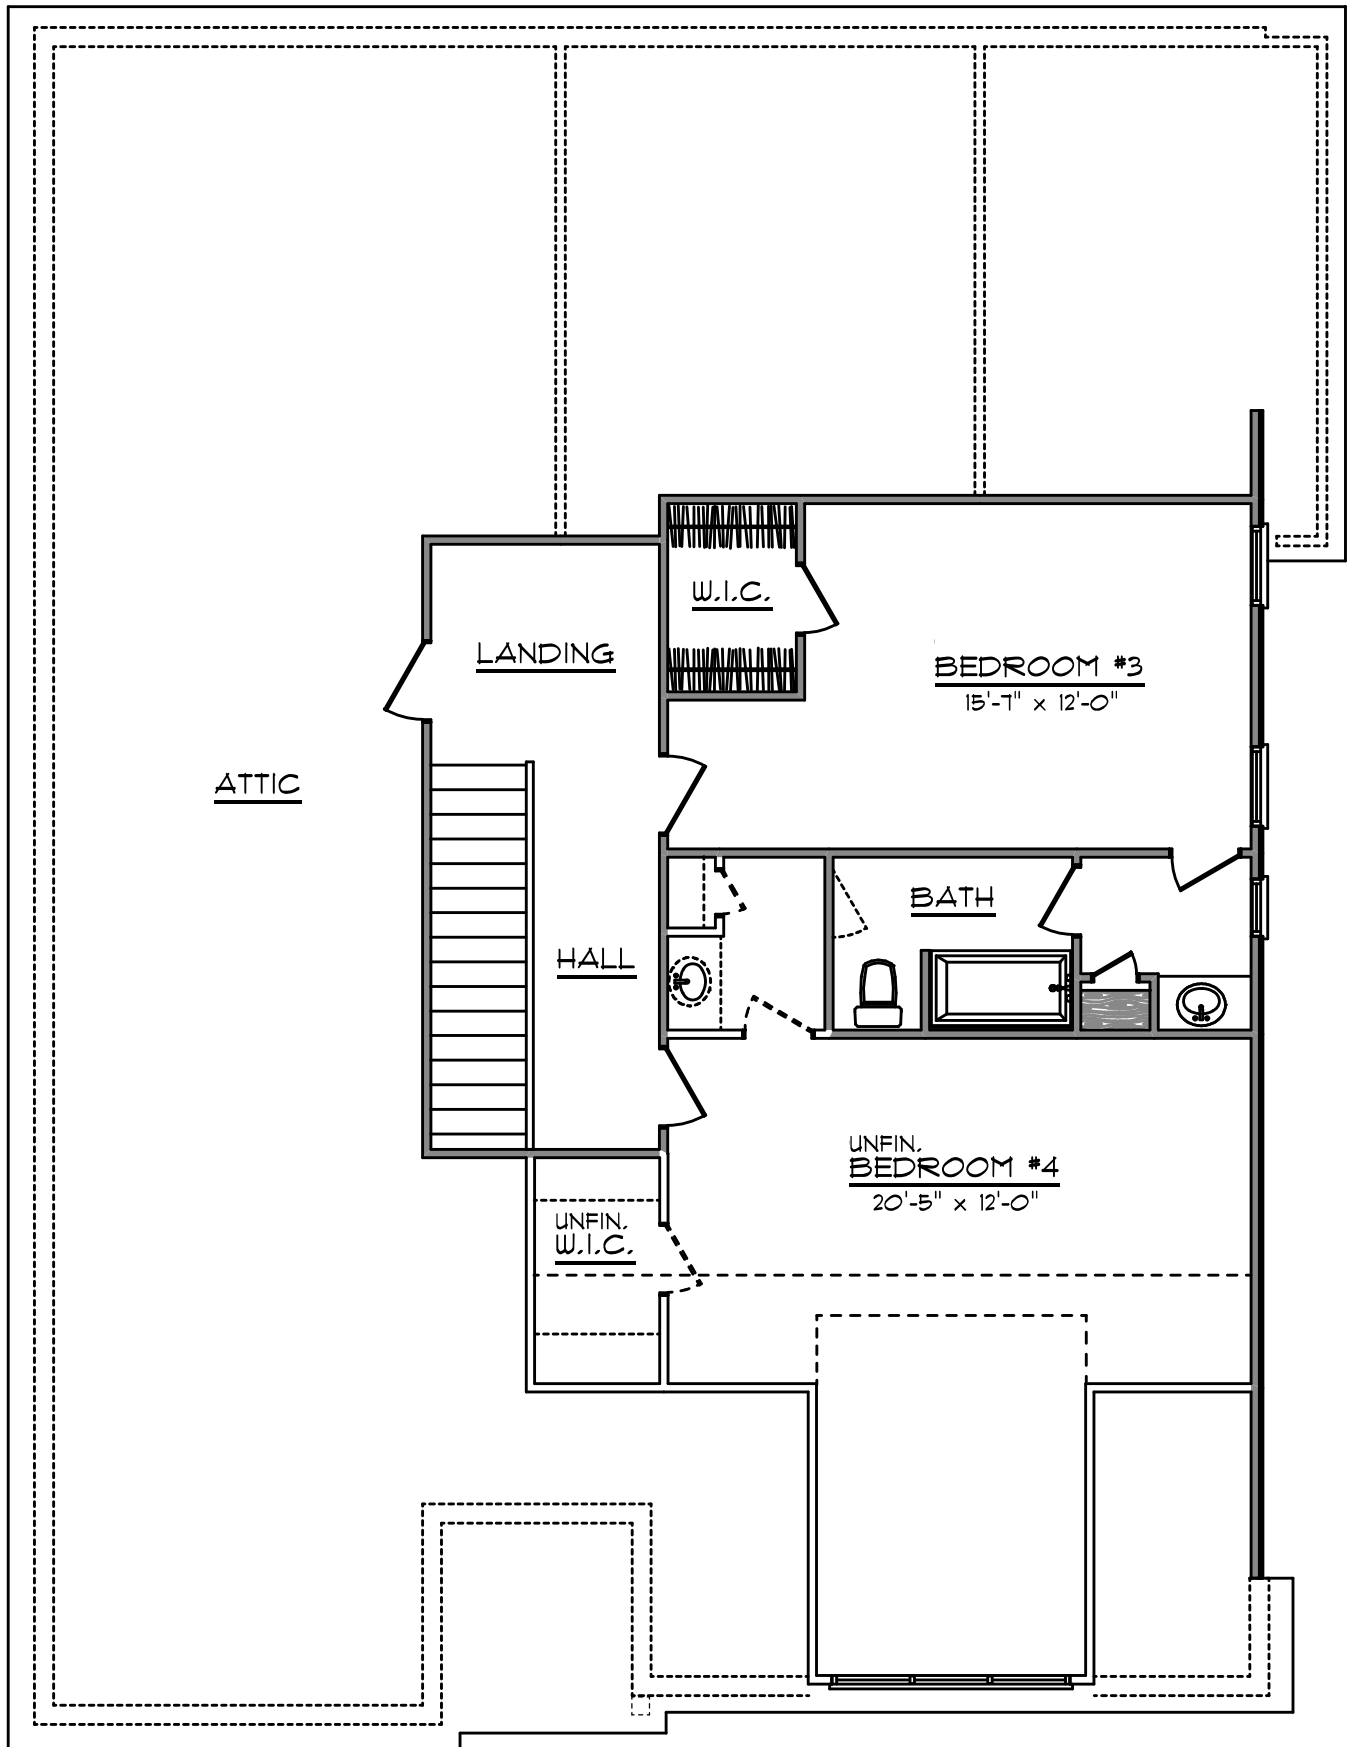 W.I.C.
LANDING
BEDROOM #3
15'-7" x 12'-0"
ATTIC
BATH
HALL
UNFIN.
BEDROOM #4
20'-5" x 12'-0"
UNFIN.
W.I.C.